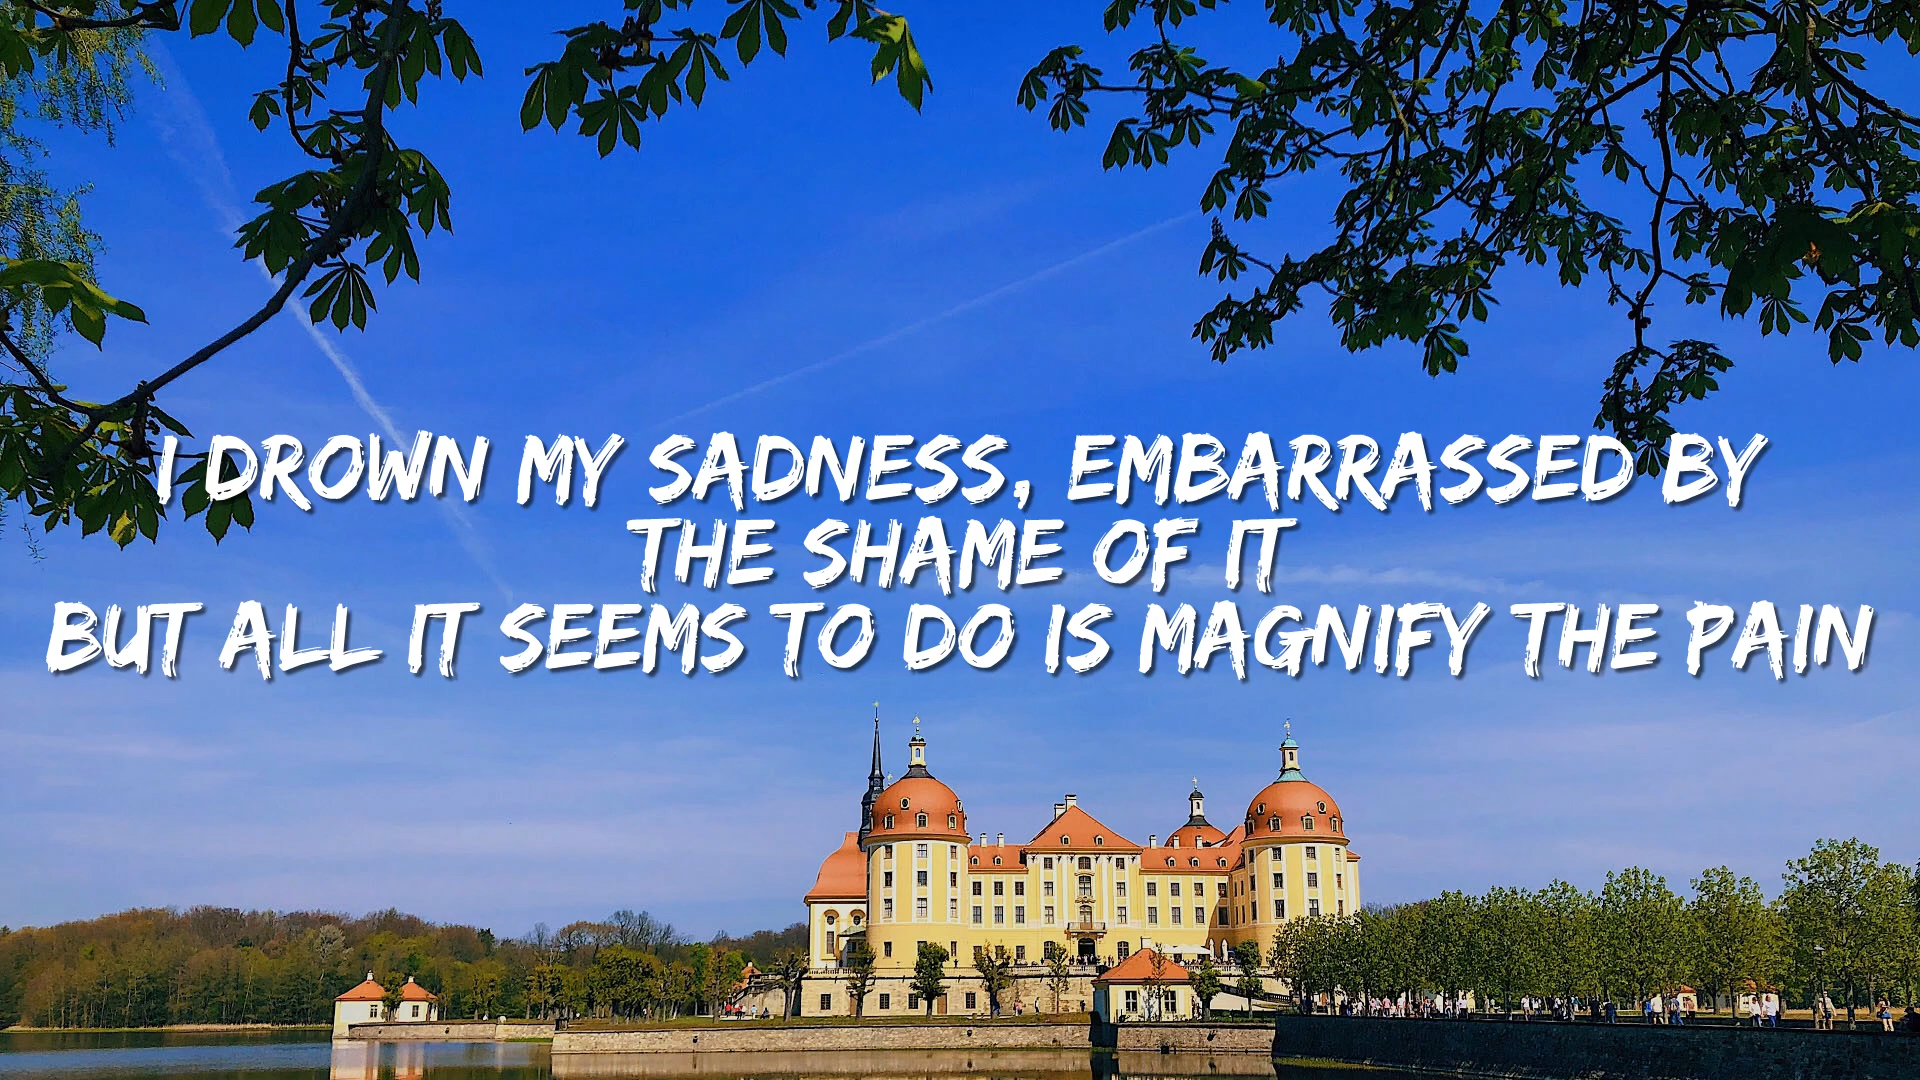 I DROWN MY SADNESS, EMBARRASSED BY
THE SHAME OF IT
BUT ALL IT SEEMS TO DO IS MAGNIFY THE PAIN